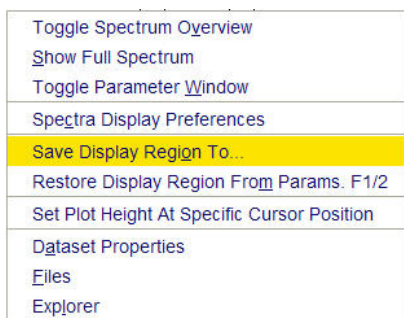 Toggle Spectrum Overview
Show Full Spectrum
Toggle Parameter Window
Spectra Display Preferences
Save Display Region To...
Restore Display Region From Params. F1/2
Set Plot Height At Specific Cursor Position
Dataset Properties
Files
Explorer